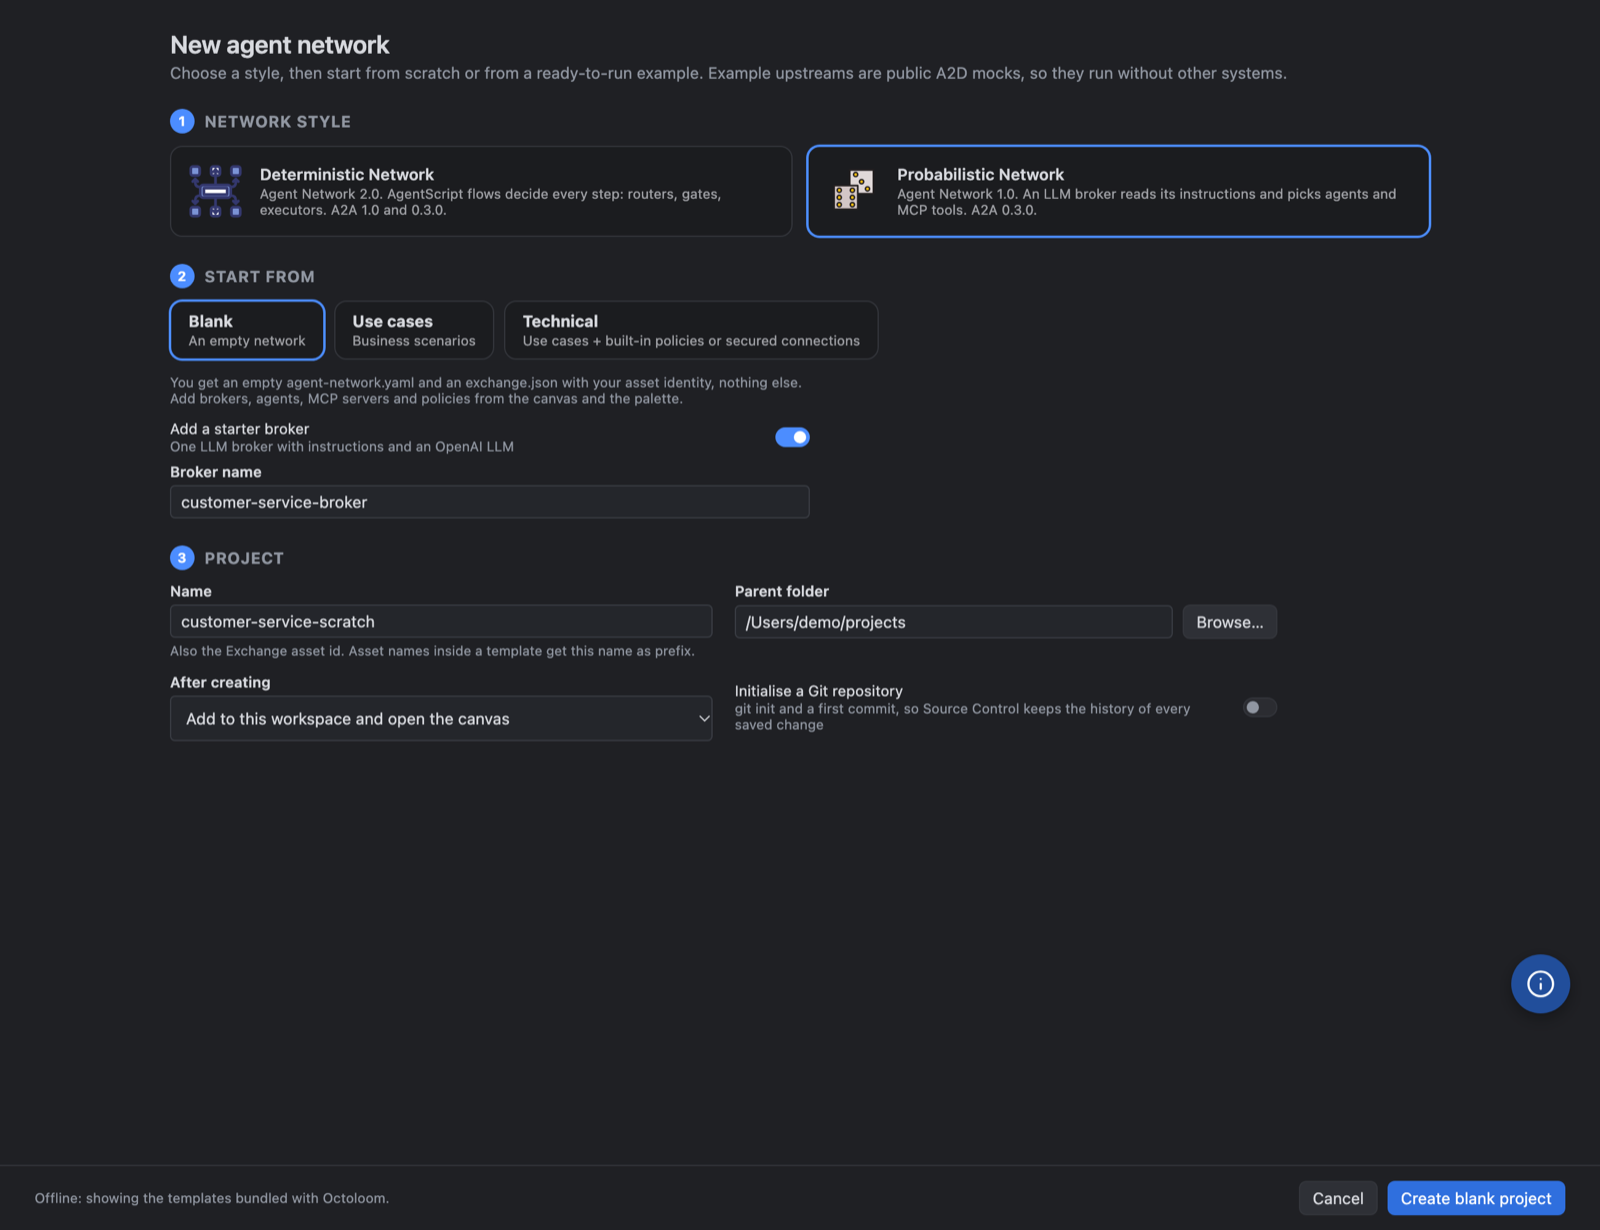 New agent network
Choose a style, then start from scratch or from a ready-to-run example. Example upstreams are public A2D mocks, so they run without other systems.
1 NETWORK STYLE
Deterministic Network
Agent Network 2.0. AgentScript flows decide every step: routers, gates,
executors. A2A 1.0 and 0.3.0.
Probabilistic Network
Agent Network 1.0. An LLM broker reads its instructions and picks agents and
MCP tools. A2A 0.3.0.
2 START FROM
Blank
An empty network
Use cases
Business scenarios
Technical
Use cases + built-in policies or secured connections
You get an empty agent-network.yaml and an exchange.json with your asset identity, nothing else.
Add brokers, agents, MCP servers and policies from the canvas and the palette.
Add a starter broker
One LLM broker with instructions and an OpenAI LLM
Broker name
customer-service-broker
3 PROJECT
Name
customer-service-scratch
Also the Exchange asset id. Asset names inside a template get this name as prefix.
Parent folder
/Users/demo/projects
Browse...
After creating
Add to this workspace and open the canvas
Initialise a Git repository
git init and a first commit, so Source Control keeps the history of every
saved change
Offline: showing the templates bundled with Octoloom.
Cancel
Create blank project